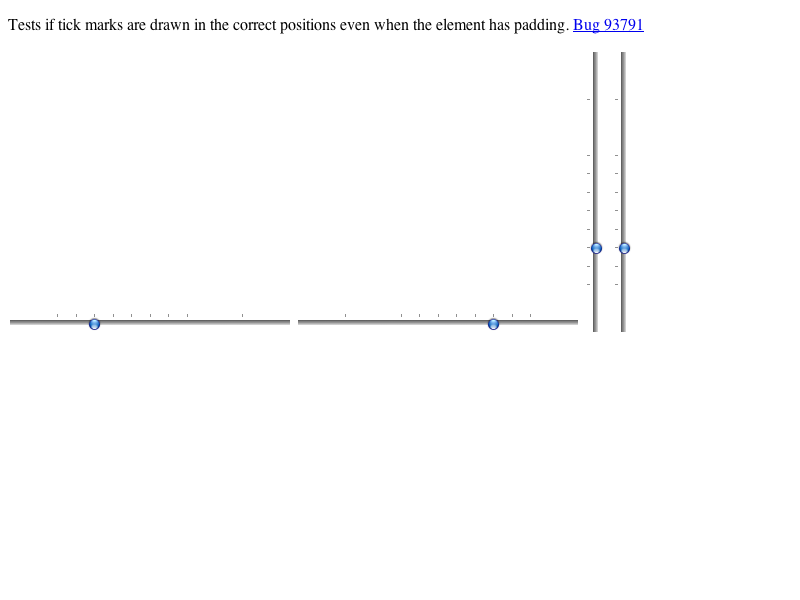 Tests if tick marks are drawn in the correct positions even when the element has padding. Bug 93791